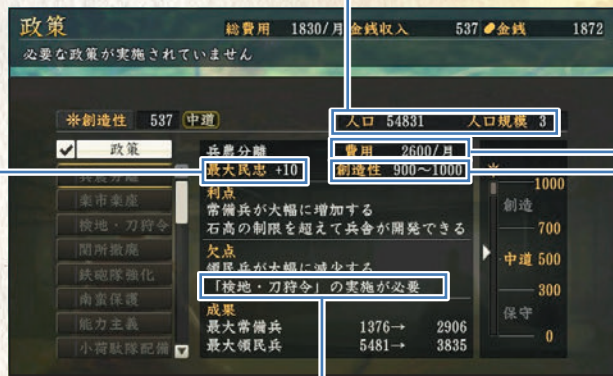 政策 総費用 1830/月 金銭収入 537 金銭 1872
必要な政策が実施されていません
※創造性 537 中道 人口 54831 人口規模 3
政策
兵農分離
楽市楽座
検地・刀狩令
関所撤廃
鉄砲隊強化
南蛮保護
能力主義
小荷駄隊配備
兵農分離 費用 2600/月
最大民忠 +10 創造性 900～1000
利点
常備兵が大幅に増加する
石高の制限を超えて兵舎が開発できる
欠点
領民兵が大幅に減少する
「検地・刀狩令」の実施が必要
成果
最大常備兵 1376→ 2906
最大領民兵 5481→ 3835
※
1000
創造
700
中道 500
300
保守
0